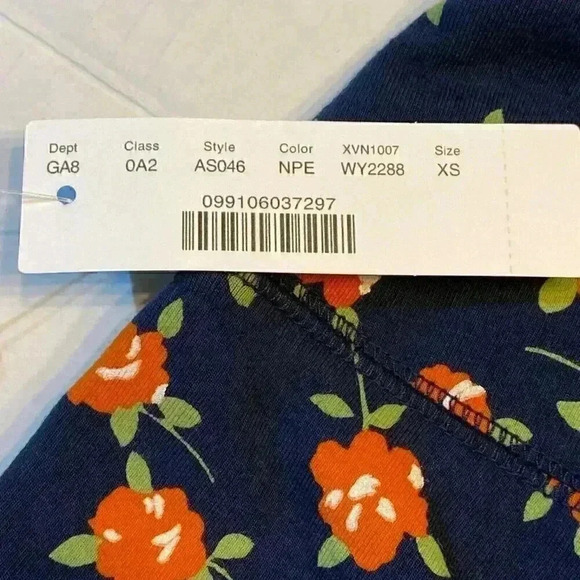 Dept Class Style Color XVN1007 Size
GA8 0A2 AS046 NPE WY2288 XS
099106037297